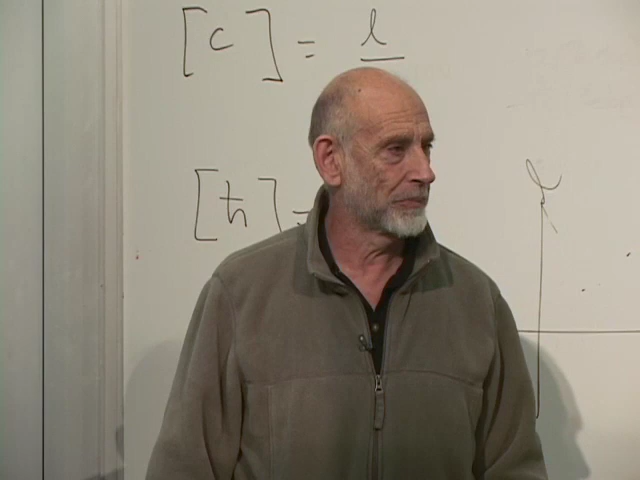 [c] = l
[ħ] =